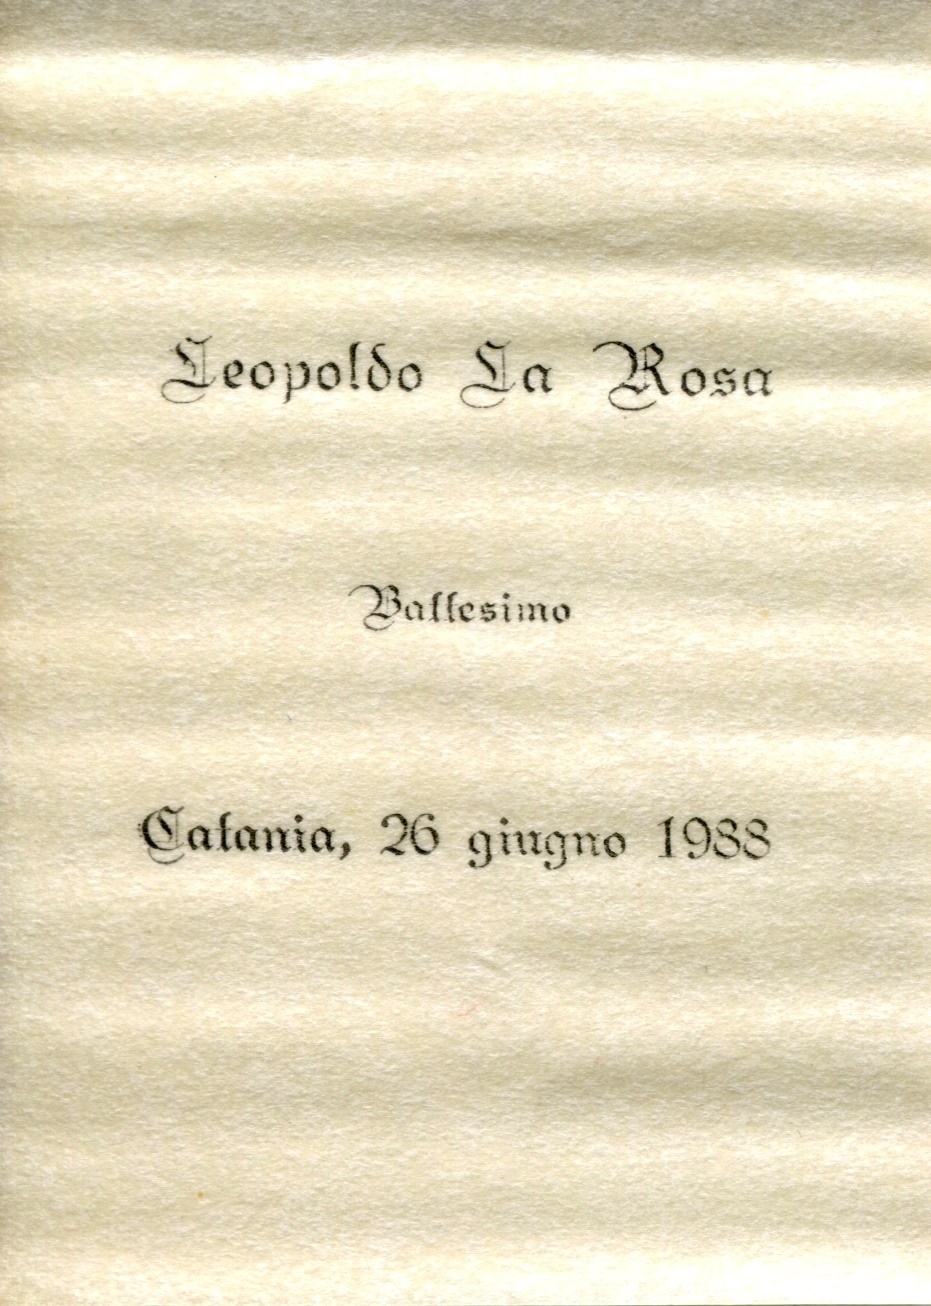 Leopoldo La Rosa
Battesimo
Catania, 26 giugno 1988